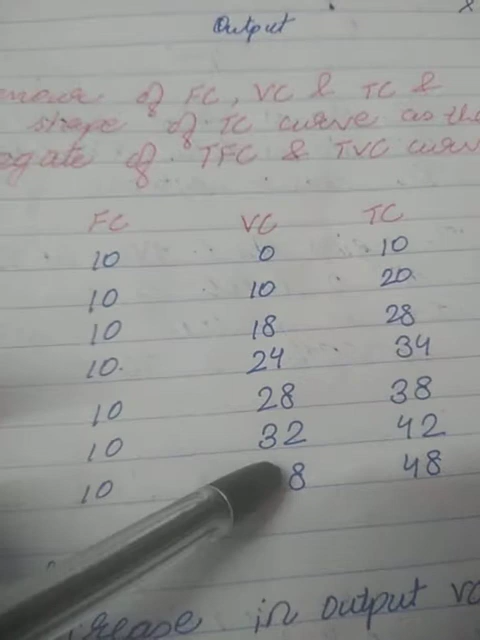 Output
of FC, VC & TC &
shape of TC curve as the
of TFC & TVC curv
FC VC TC
10 0 10
10 10 20
10 18 28
10. 24 34
10 28 38
10 32 42
10 8 48
in output